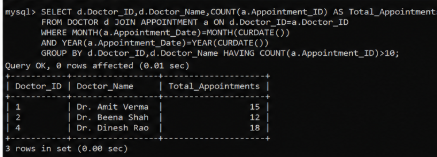 mysql> SELECT d.Doctor_ID,d.Doctor_Name,COUNT(a.Appointment_ID) AS Total_Appointment
FROM DOCTOR d JOIN APPOINTMENT a ON d.Doctor_ID=a.Doctor_ID
WHERE MONTH(a.Appointment_Date)=MONTH(CURDATE())
AND YEAR(a.Appointment_Date)=YEAR(CURDATE())
GROUP BY d.Doctor_ID,d.Doctor_Name HAVING COUNT(a.Appointment_ID)>10;
Query OK, 0 rows affected (0.01 sec)
+-----------+-----------------+--------------------+
| Doctor_ID | Doctor_Name | Total_Appointments |
+-----------+-----------------+--------------------+
| 1 | Dr. Amit Verma | 15 |
| 2 | Dr. Beena Shah | 12 |
| 4 | Dr. Dinesh Rao | 18 |
+-----------+-----------------+--------------------+
3 rows in set (0.00 sec)